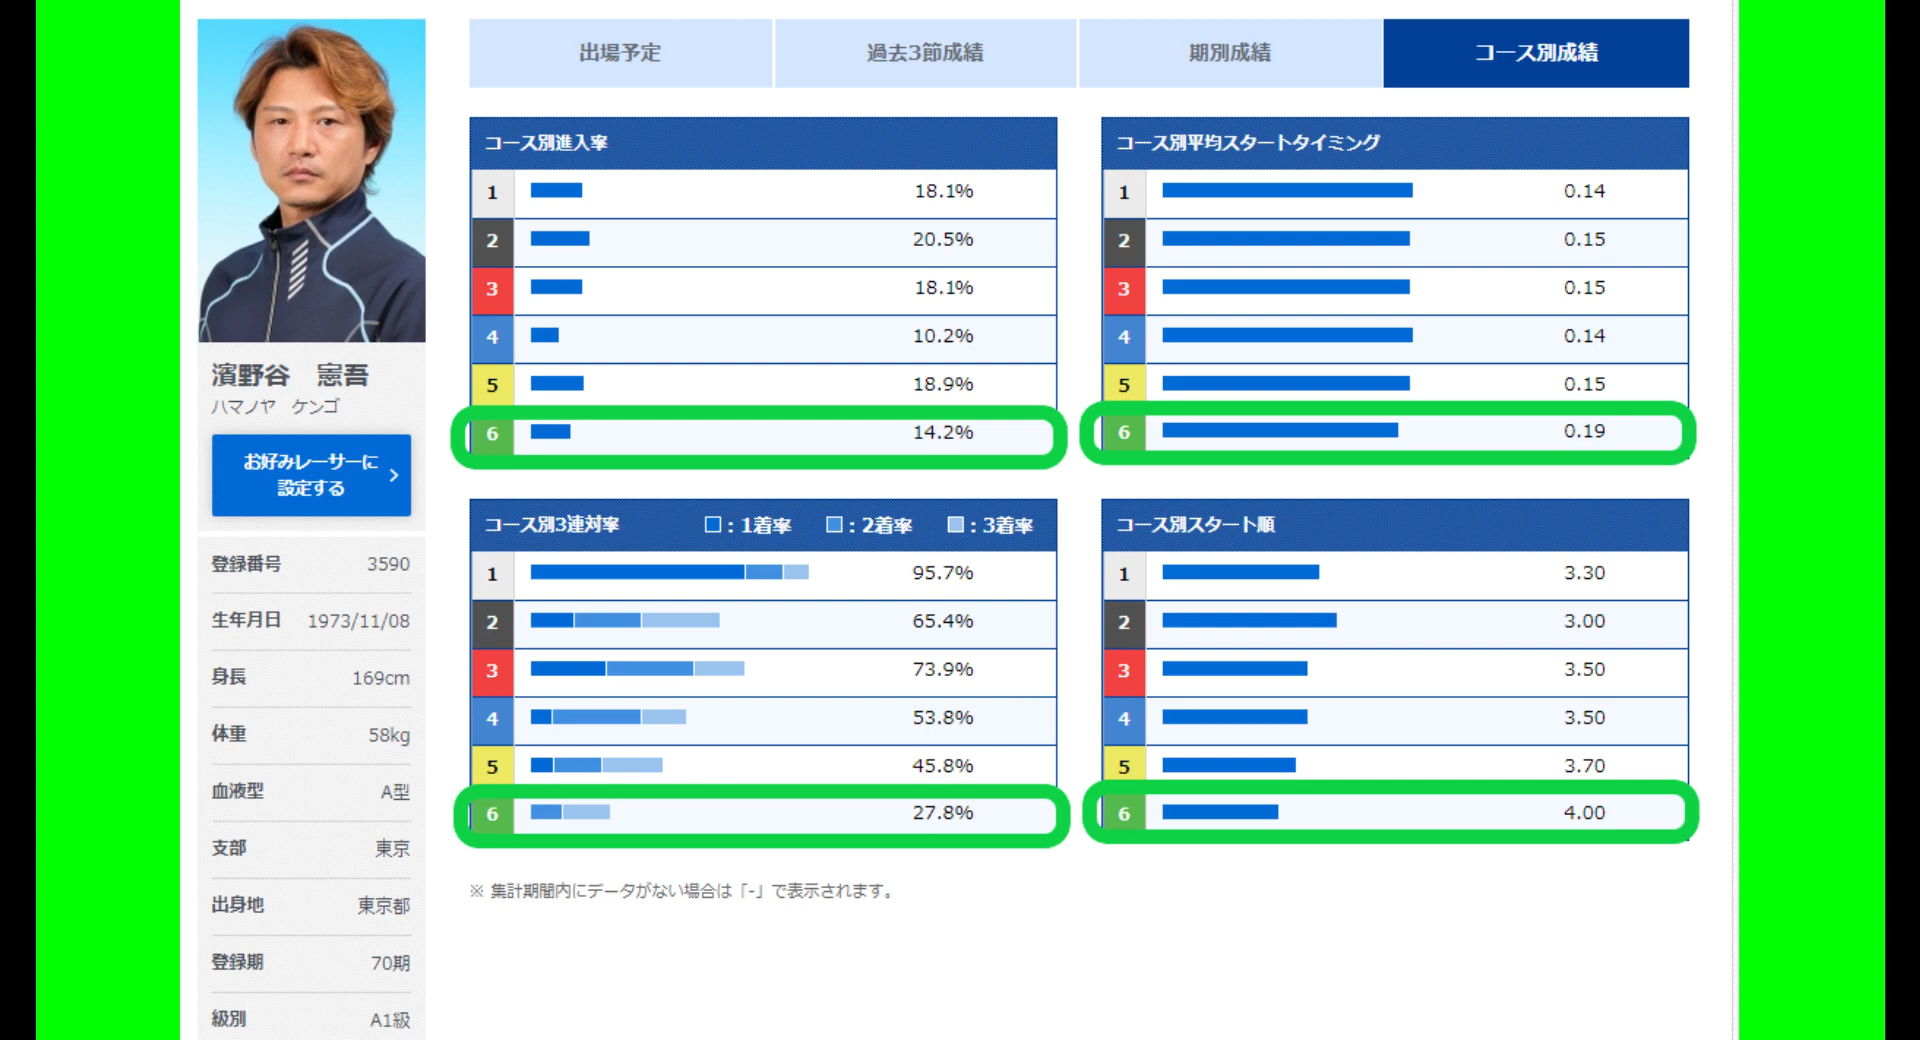 出場予定
過去3節成績
期別成績
コース別成績
濱野谷　憲吾
ハマノヤ　ケンゴ
お好みレーサーに
設定する
登録番号 3590
生年月日 1973/11/08
身長 169cm
体重 58kg
血液型 A型
支部 東京
出身地 東京都
登録期 70期
級別 A1級
コース別進入率
1 18.1%
2 20.5%
3 18.1%
4 10.2%
5 18.9%
6 14.2%
コース別平均スタートタイミング
1 0.14
2 0.15
3 0.15
4 0.14
5 0.15
6 0.19
コース別3連対率 □：1着率 □：2着率 □：3着率
1 95.7%
2 65.4%
3 73.9%
4 53.8%
5 45.8%
6 27.8%
コース別スタート順
1 3.30
2 3.00
3 3.50
4 3.50
5 3.70
6 4.00
※ 集計期間内にデータがない場合は「-」で表示されます。